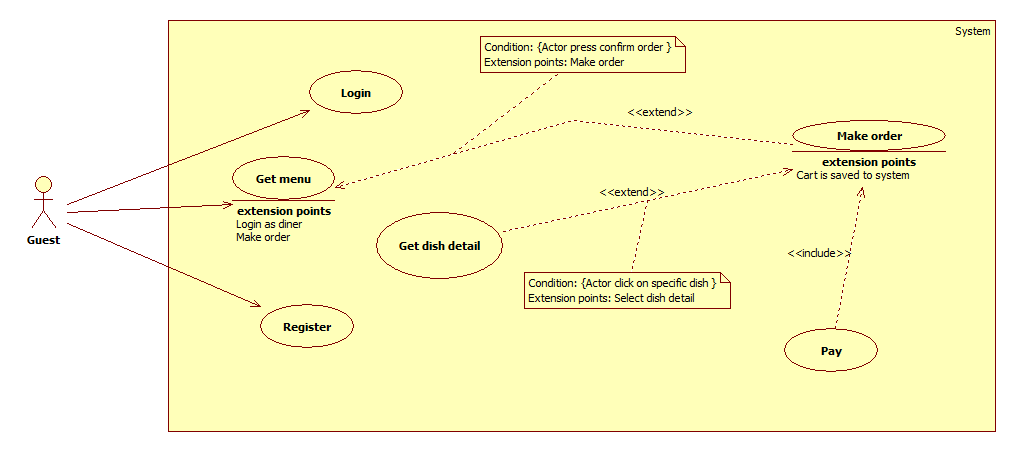 System
Condition: {Actor press confirm order }
Extension points: Make order
Login
<<extend>>
Make order
extension points
Cart is saved to system
Get menu
extension points
Login as diner
Make order
<<extend>>
Guest
Get dish detail
<<include>>
Condition: {Actor click on specific dish }
Extension points: Select dish detail
Register
Pay